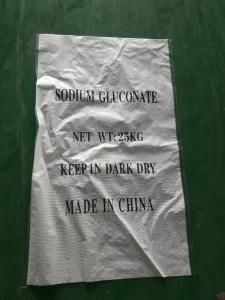 SODIUM GLUCONATE
NET WT:25KG
KEEP IN DARK DRY
MADE IN CHINA